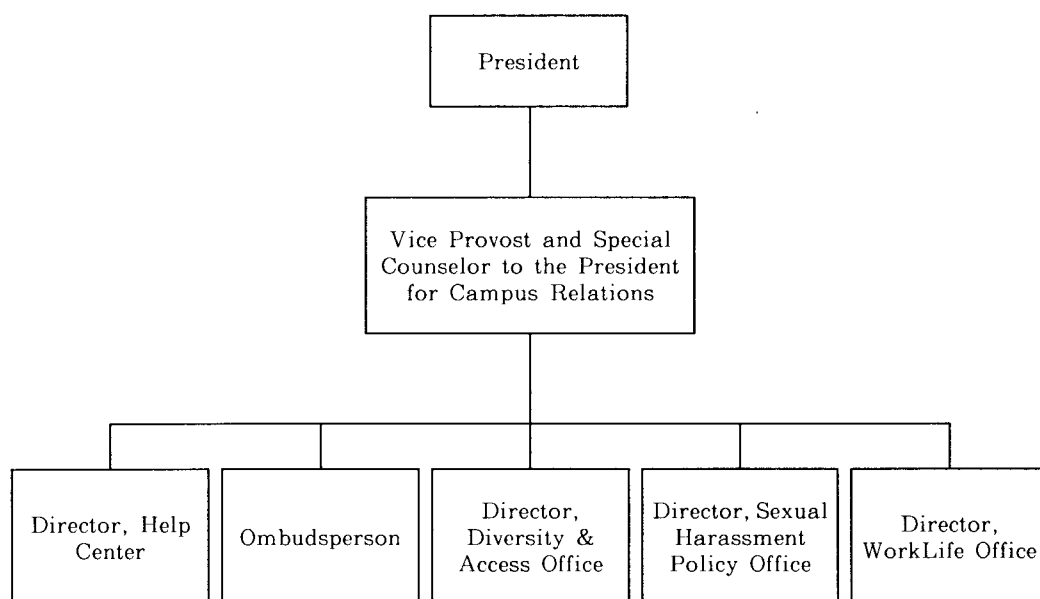 President
Vice Provost and Special
Counselor to the President
for Campus Relations
Director, Help
Center
Ombudsperson
Director,
Diversity &
Access Office
Director, Sexual
Harassment
Policy Office
Director,
WorkLife Office